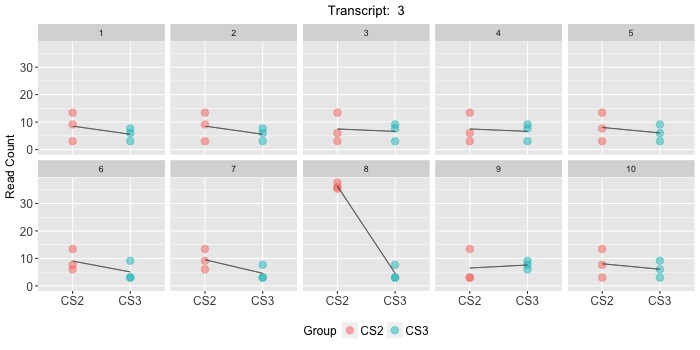 Transcript: 3
1 2 3 4 5
30
20
10
0
Read Count
6 7 8 9 10
30
20
10
0
CS2 CS3 CS2 CS3 CS2 CS3 CS2 CS3 CS2 CS3
Group CS2 CS3